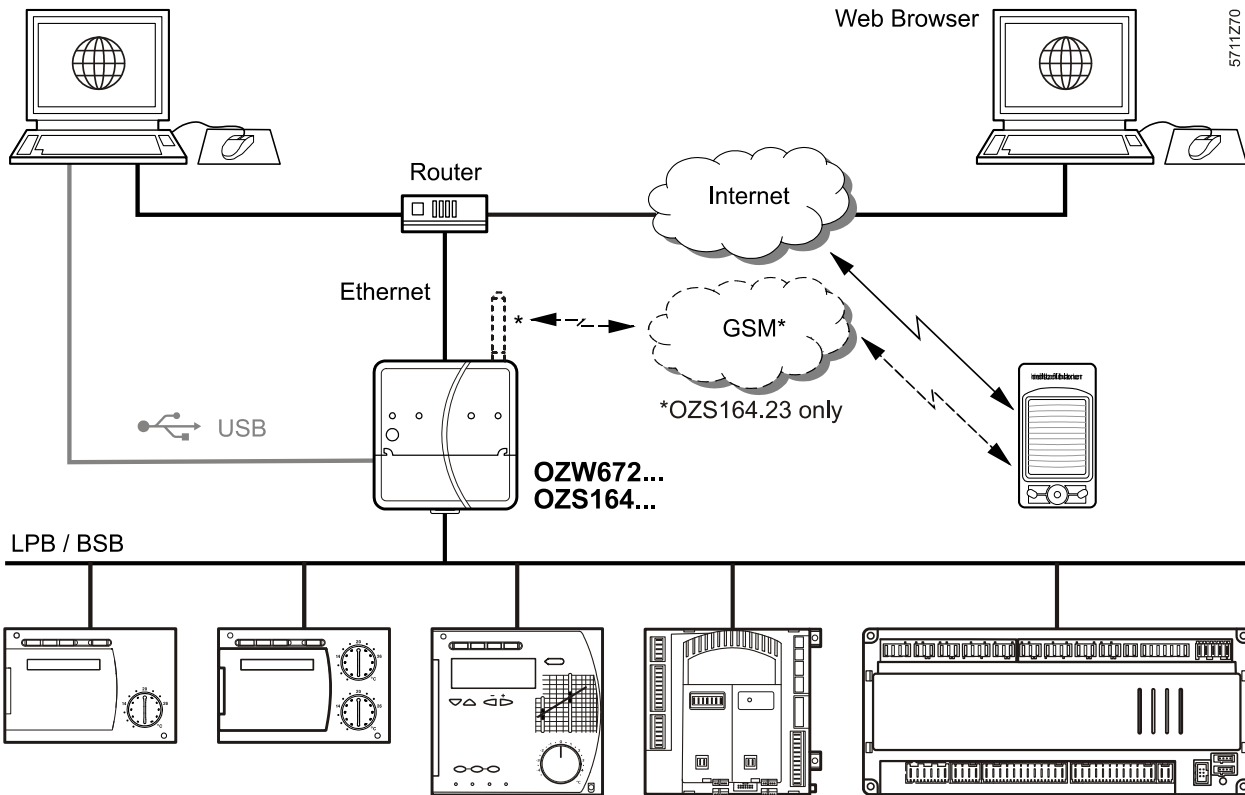 Web Browser
5711Z70
Router
Internet
Ethernet
*
GSM*
*OZS164.23 only
USB
OZW672...
OZS164...
LPB / BSB